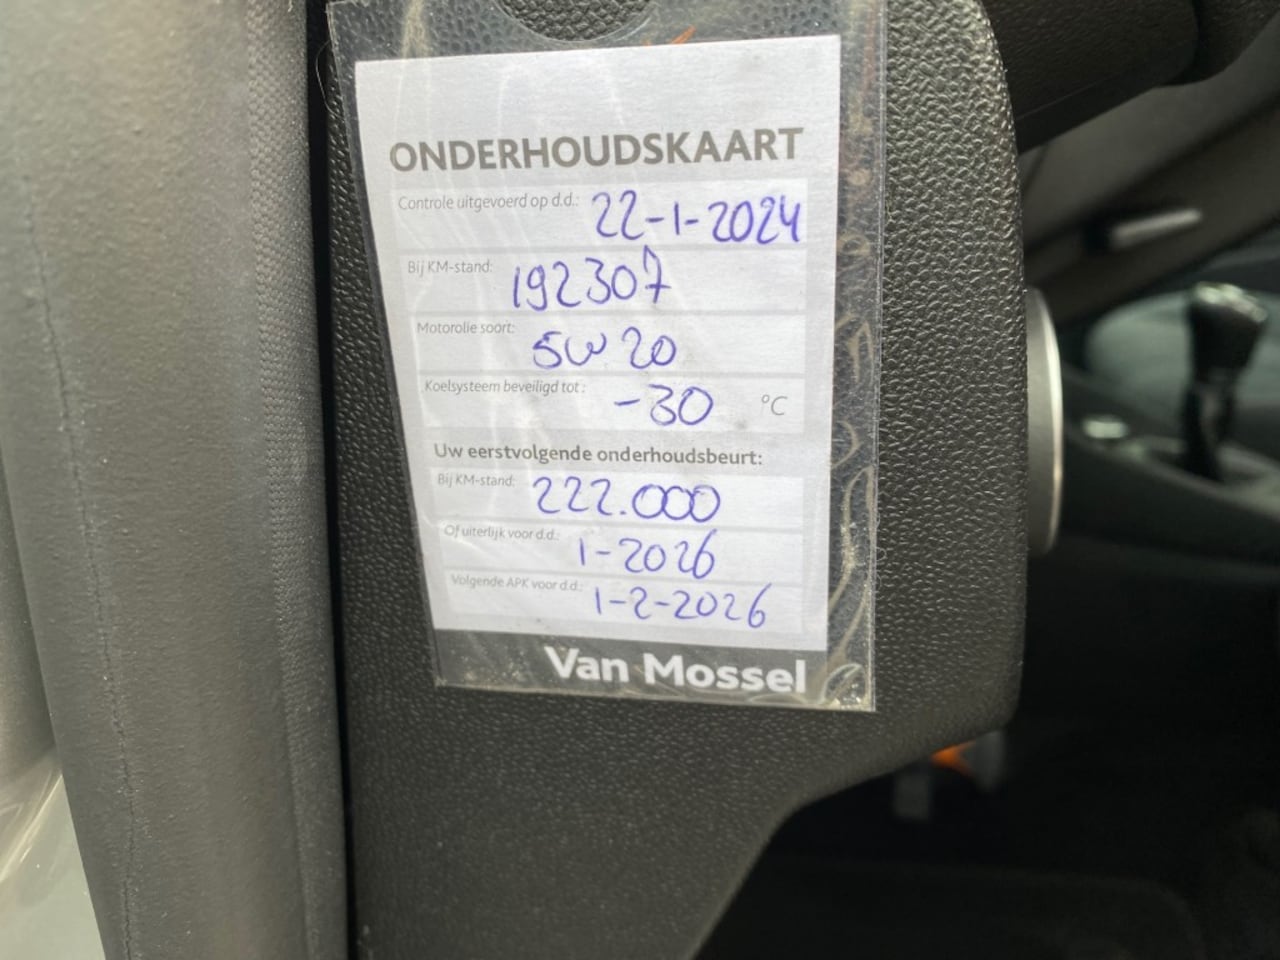 ONDERHOUDSKAART
Controle uitgevoerd op d.d.: 22-1-2024
Bij KM-stand: 192307
Motorolie soort: 5W20
Koelsysteem beveiligd tot: -30 °C
Uw eerstvolgende onderhoudsbeurt:
Bij KM-stand: 222.000
Of uiterlijk voor d.d.: 1-2026
Volgende APK voor d.d.: 1-2-2026
Van Mossel